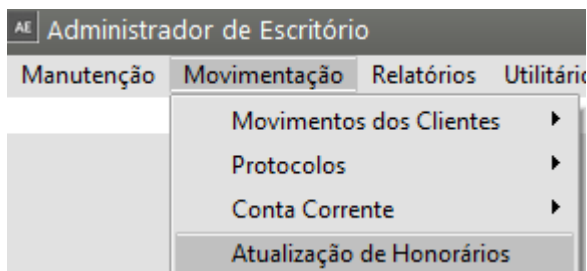 AE Administrador de Escritório
Manutenção Movimentação Relatórios
Movimentos dos Clientes
Protocolos
Conta Corrente
Atualização de Honorários